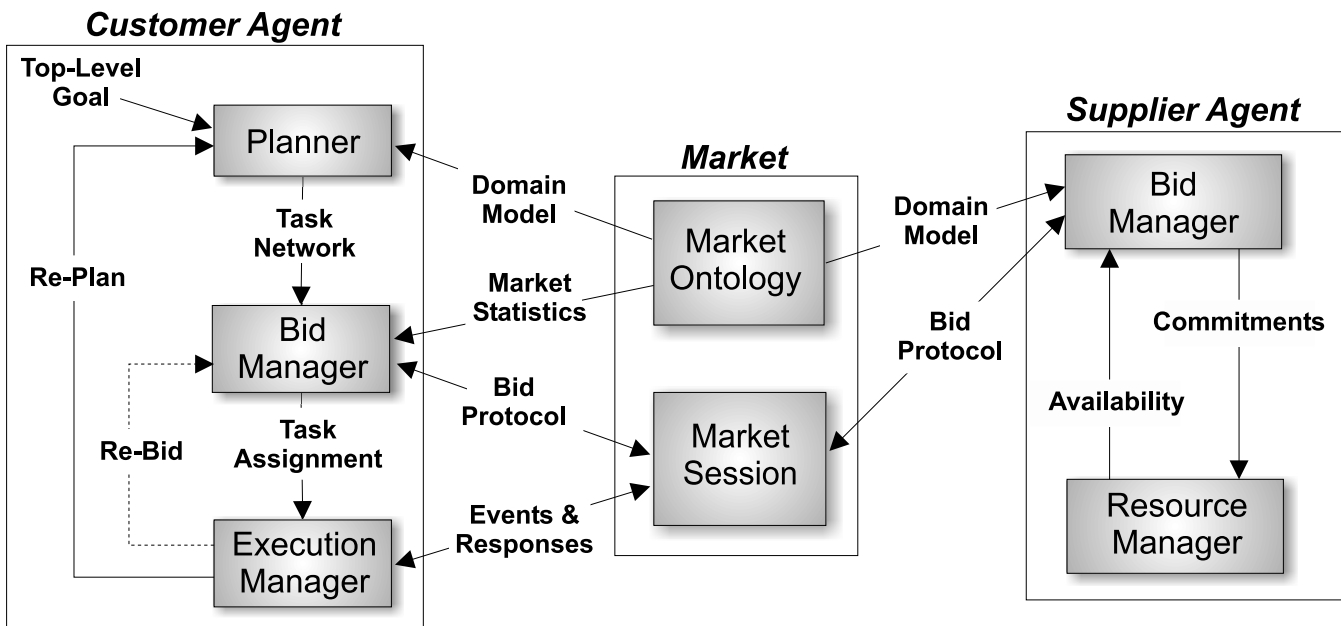 Customer Agent
Top-Level
Goal
Planner
Task
Network
Re-Plan
Bid
Manager
Re-Bid
Task
Assignment
Execution
Manager
Domain
Model
Market
Statistics
Bid
Protocol
Events &
Responses
Market
Market
Ontology
Market
Session
Domain
Model
Bid
Protocol
Supplier Agent
Bid
Manager
Commitments
Availability
Resource
Manager